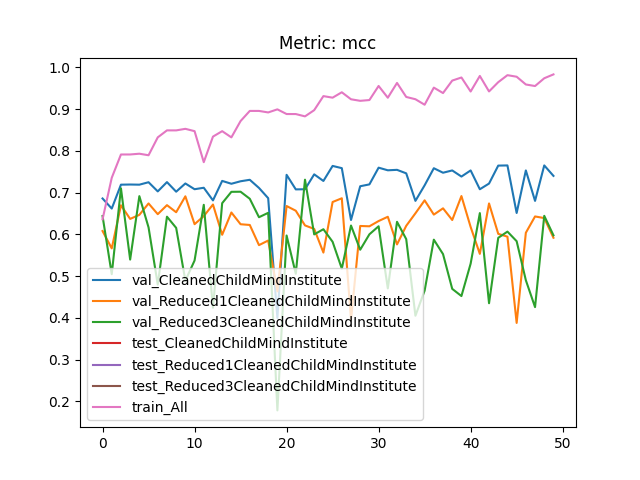 Metric: mcc
1.0
0.9
0.8
0.7
0.6
0.5
0.4
0.3
0.2
val_CleanedChildMindInstitute
val_Reduced1CleanedChildMindInstitute
val_Reduced3CleanedChildMindInstitute
test_CleanedChildMindInstitute
test_Reduced1CleanedChildMindInstitute
test_Reduced3CleanedChildMindInstitute
train_All
0 10 20 30 40 50